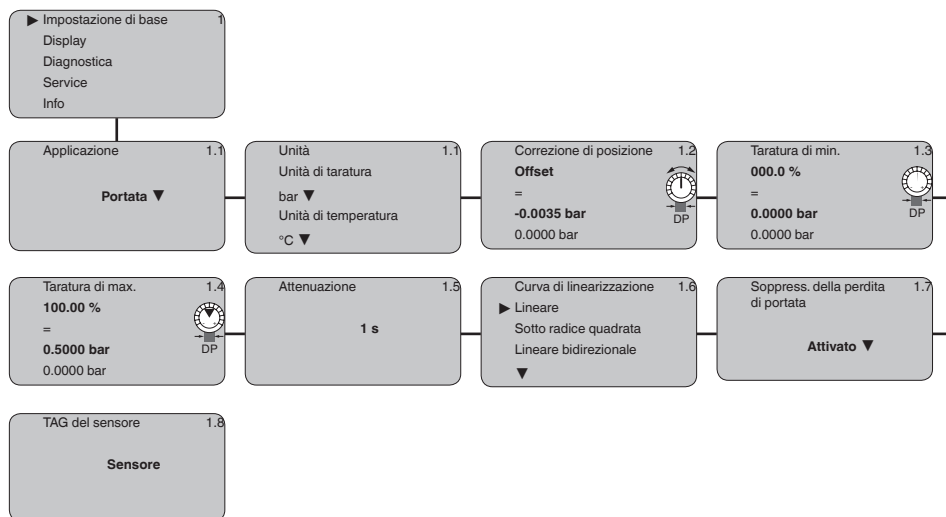 ▶ Impostazione di base 1
Display
Diagnostica
Service
Info
Applicazione 1.1
Portata ▼
Unità 1.1
Unità di taratura
bar ▼
Unità di temperatura
°C ▼
Correzione di posizione 1.2
Offset
=
-0.0035 bar
0.0000 bar
DP
Taratura di min. 1.3
000.0 %
=
0.0000 bar
0.0000 bar
DP
Taratura di max. 1.4
100.00 %
=
0.5000 bar
0.0000 bar
DP
Attenuazione 1.5
1 s
Curva di linearizzazione 1.6
▶ Lineare
Sotto radice quadrata
Lineare bidirezionale
▼
Soppress. della perdita 1.7
di portata
Attivato ▼
TAG del sensore 1.8
Sensore